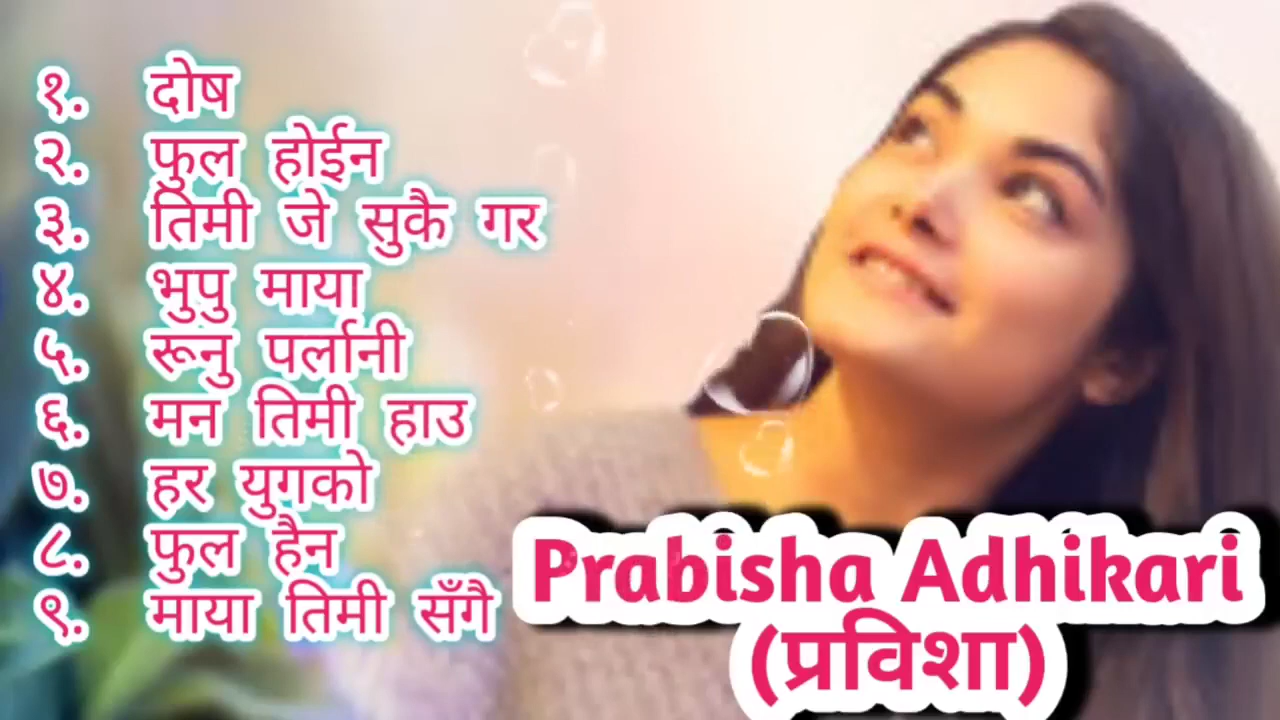 १. दोष
२. फुल होईन
३. तिमी जे सुकै गर
४. भुपु माया
५. रूनु पर्लानी
६. मन तिमी हाउ
७. हर युगको
८. फुल हैन
९. माया तिमी सँगै
Prabisha Adhikari
(प्रविशा)